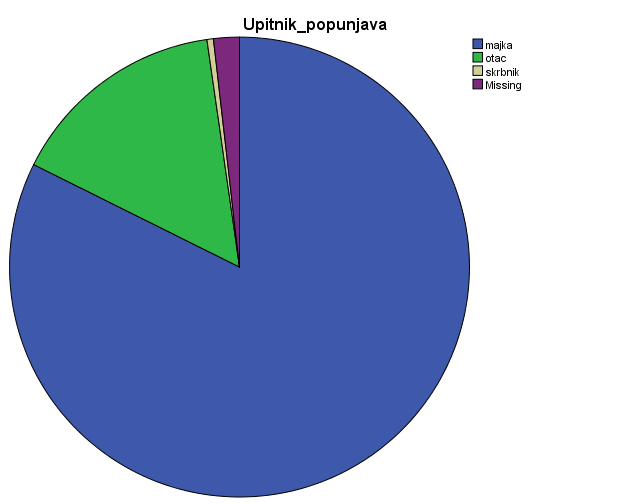 Upitnik_popunjava
majka
otac
skrbnik
Missing